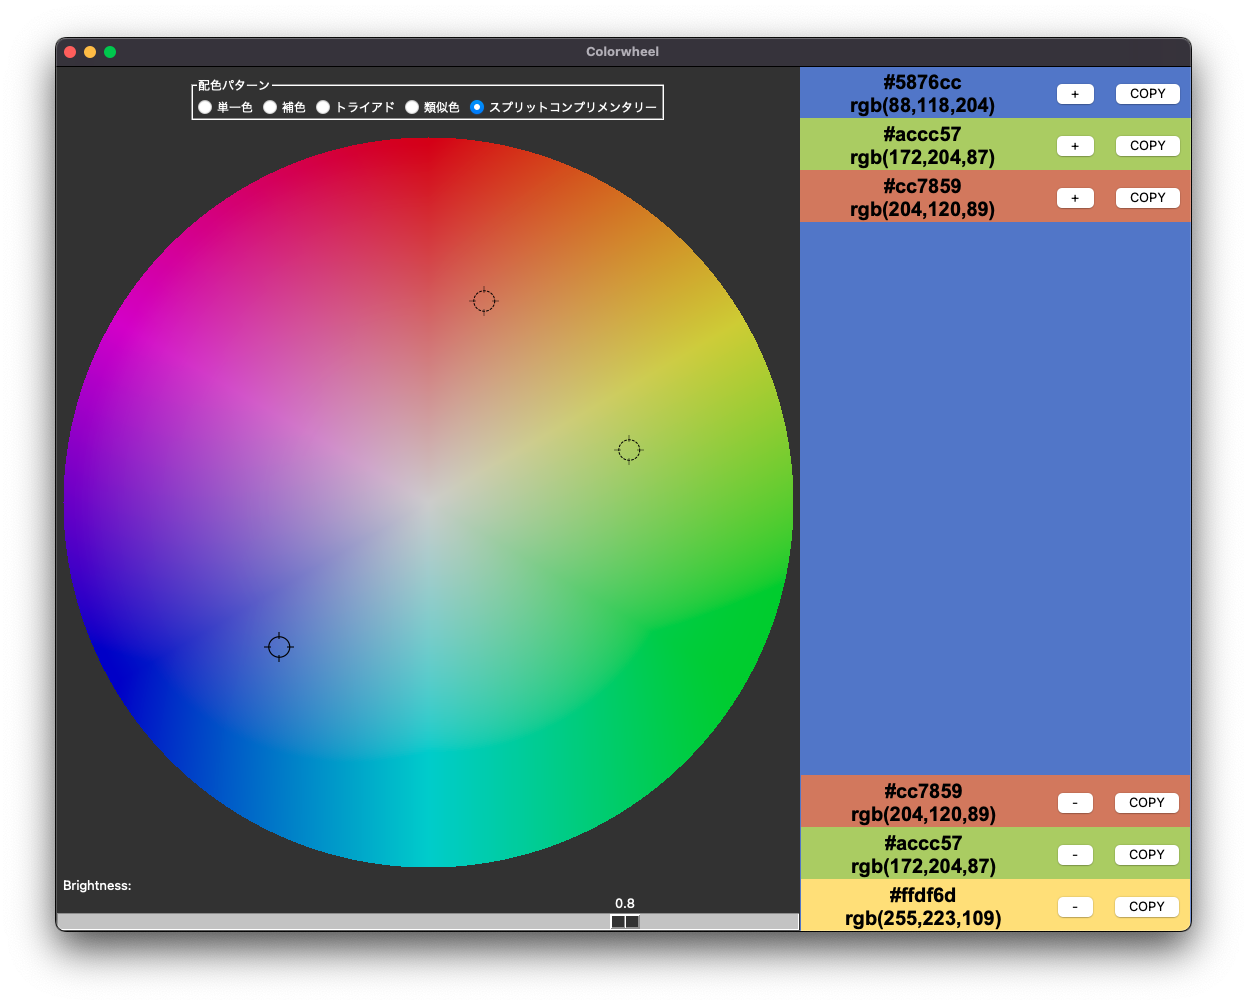 Colorwheel
配色パターン
単一色 補色 トライアド 類似色 スプリットコンプリメンタリー
#5876cc
rgb(88,118,204)
+ COPY
#accc57
rgb(172,204,87)
+ COPY
#cc7859
rgb(204,120,89)
+ COPY
#cc7859
rgb(204,120,89)
- COPY
#accc57
rgb(172,204,87)
- COPY
#ffdf6d
rgb(255,223,109)
- COPY
Brightness:
0.8